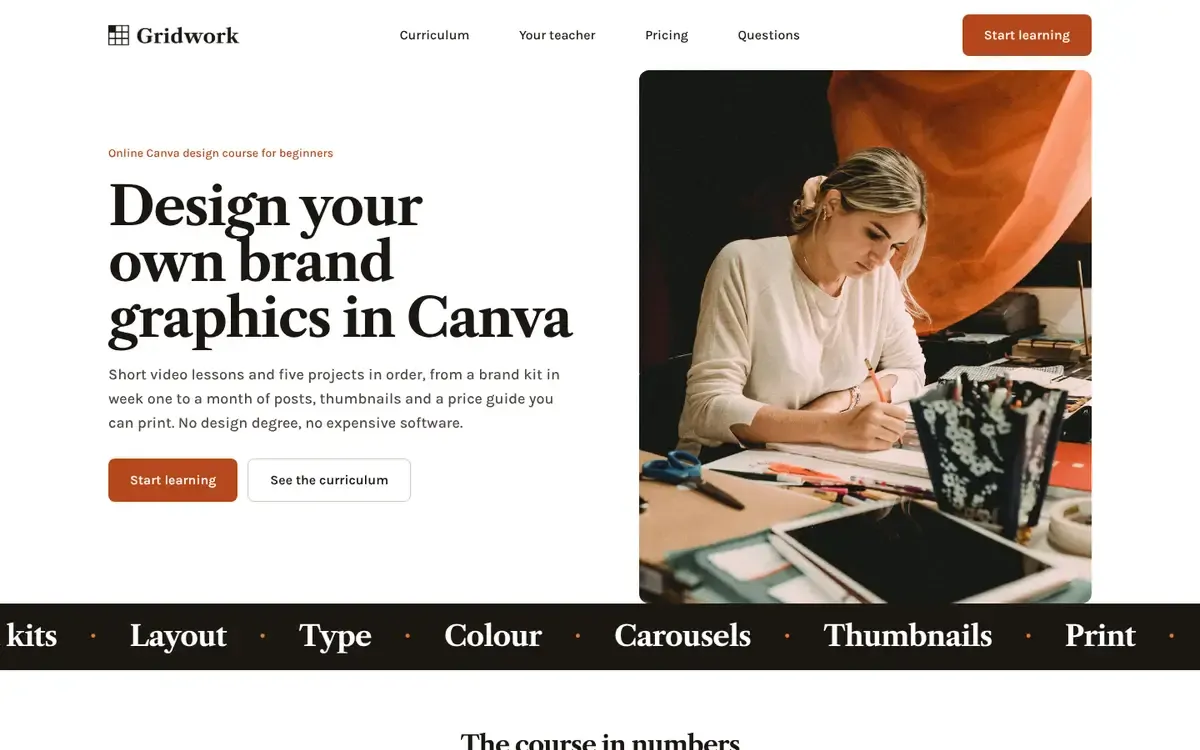 Gridwork
Curriculum
Your teacher
Pricing
Questions
Start learning
Online Canva design course for beginners
Design your
own brand
graphics in Canva
Short video lessons and five projects in order, from a brand kit in
week one to a month of posts, thumbnails and a price guide you
can print. No design degree, no expensive software.
Start learning
See the curriculum
kits · Layout · Type · Colour · Carousels · Thumbnails · Print ·
The course in numbers